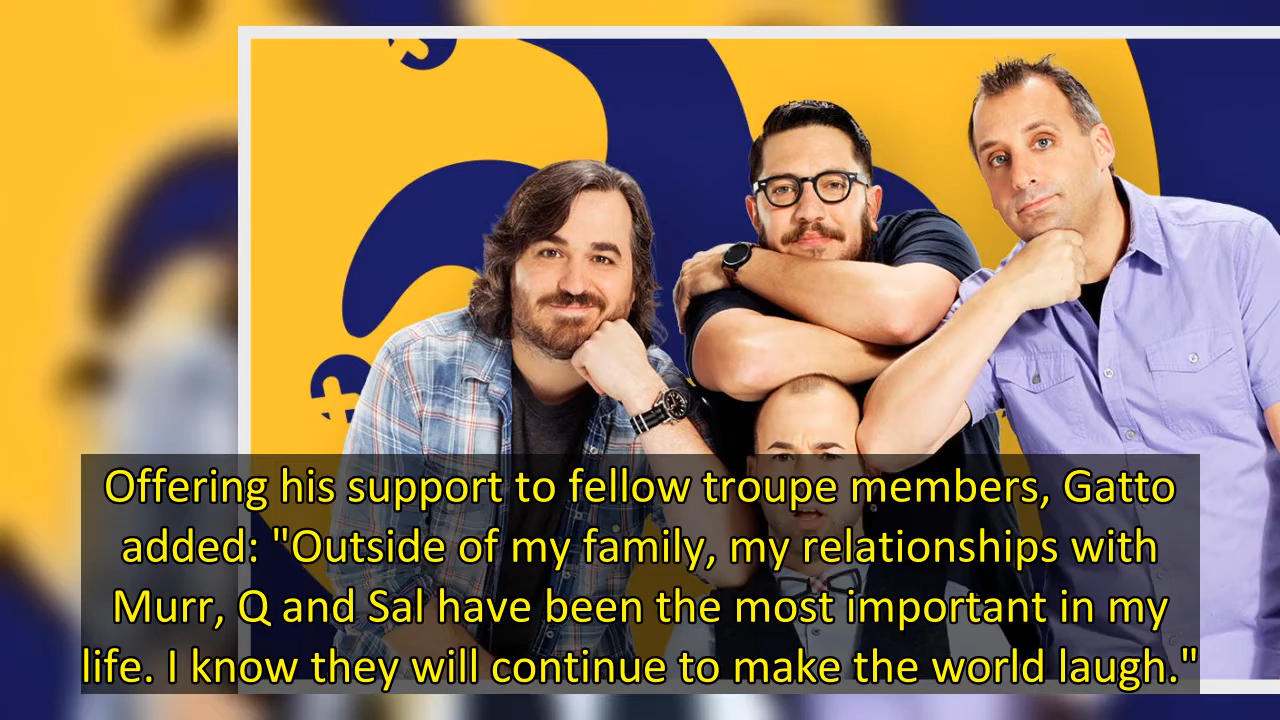 Offering his support to fellow troupe members, Gatto
added: "Outside of my family, my relationships with
Murr, Q and Sal have been the most important in my
life. I know they will continue to make the world laugh."